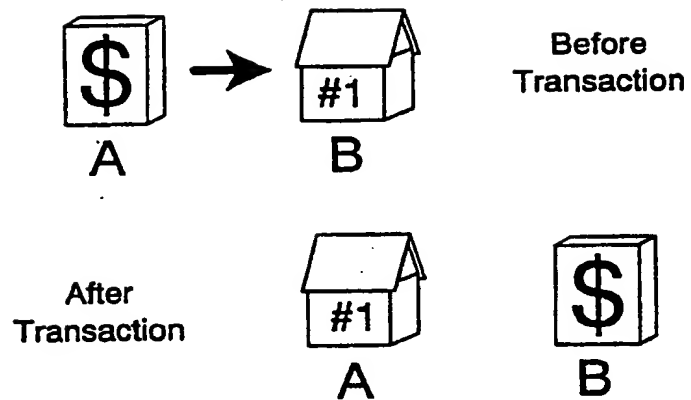 $
#1
Before
Transaction
A
B
After
Transaction
#1
$
A
B